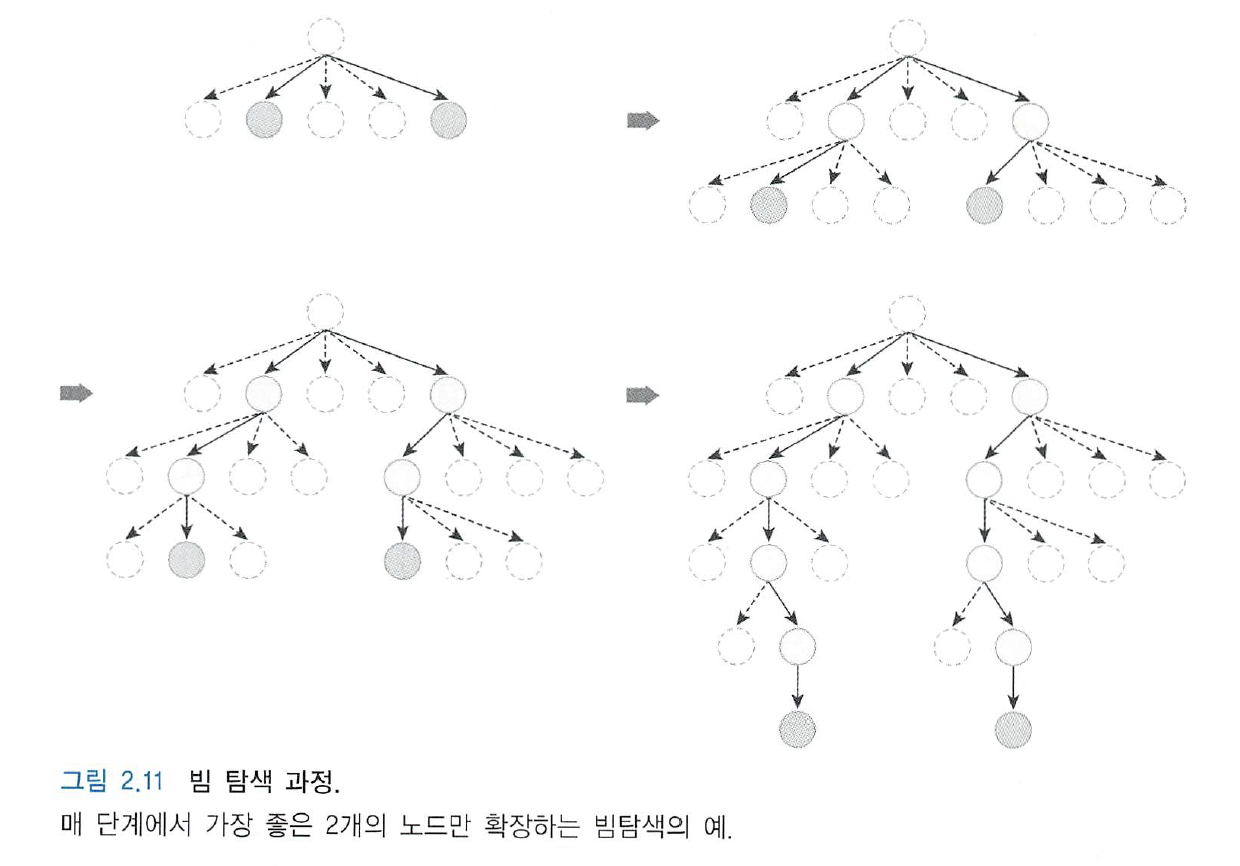 그림 2.11 빔 탐색 과정.
매 단계에서 가장 좋은 2개의 노드만 확장하는 빔탐색의 예.